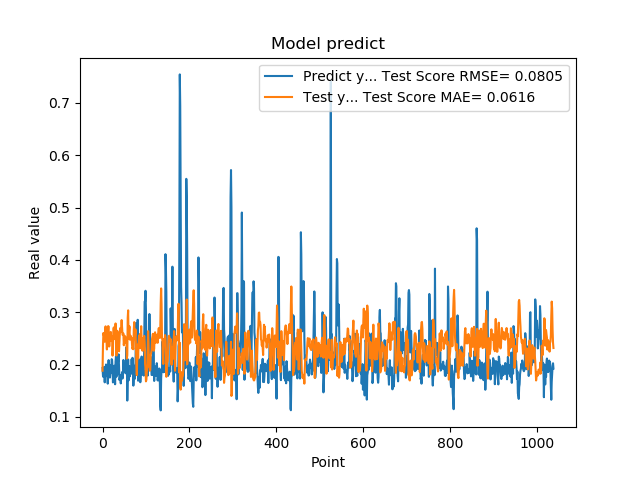 Model predict
Predict y... Test Score RMSE= 0.0805
Test y... Test Score MAE= 0.0616
0.7
0.6
0.5
0.4
0.3
0.2
0.1
Real value
0 200 400 600 800 1000
Point